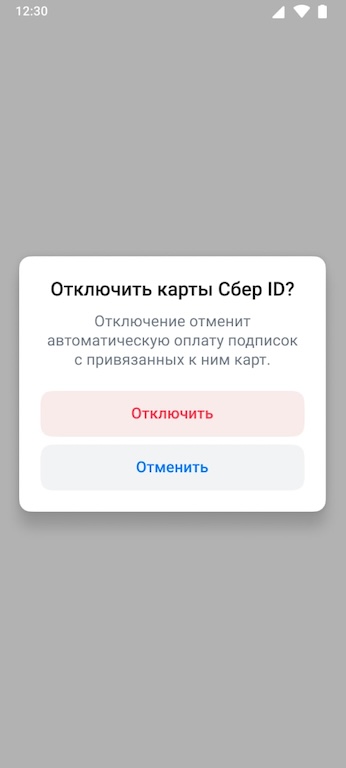 12:30
Отключить карты Сбер ID?
Отключение отменит
автоматическую оплату подписок
с привязанных к ним карт.
Отключить
Отменить